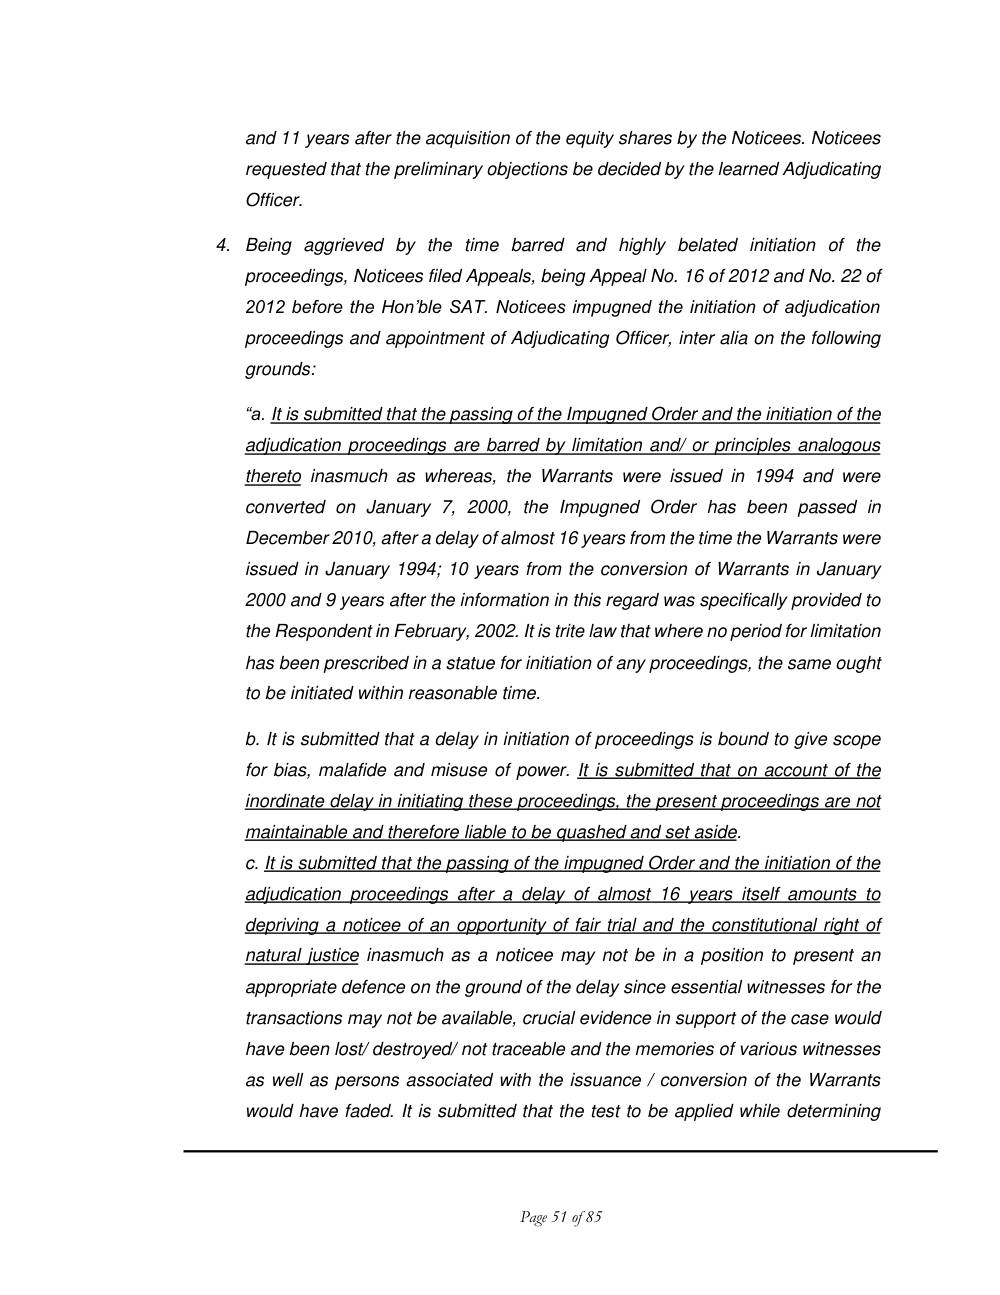 and 11 years after the acquisition of the equity shares by the Noticees. Noticees
requested that the preliminary objections be decided by the learned Adjudicating
Officer.
4. Being aggrieved by the time barred and highly belated initiation of the
proceedings, Noticees filed Appeals, being Appeal No. 16 of 2012 and No. 22 of
2012 before the Hon’ble SAT. Noticees impugned the initiation of adjudication
proceedings and appointment of Adjudicating Officer, inter alia on the following
grounds:
“a. It is submitted that the passing of the Impugned Order and the initiation of the
adjudication proceedings are barred by limitation and/ or principles analogous
thereto inasmuch as whereas, the Warrants were issued in 1994 and were
converted on January 7, 2000, the Impugned Order has been passed in
December 2010, after a delay of almost 16 years from the time the Warrants were
issued in January 1994; 10 years from the conversion of Warrants in January
2000 and 9 years after the information in this regard was specifically provided to
the Respondent in February, 2002. It is trite law that where no period for limitation
has been prescribed in a statue for initiation of any proceedings, the same ought
to be initiated within reasonable time.
b. It is submitted that a delay in initiation of proceedings is bound to give scope
for bias, malafide and misuse of power. It is submitted that on account of the
inordinate delay in initiating these proceedings, the present proceedings are not
maintainable and therefore liable to be quashed and set aside.
c. It is submitted that the passing of the impugned Order and the initiation of the
adjudication proceedings after a delay of almost 16 years itself amounts to
depriving a noticee of an opportunity of fair trial and the constitutional right of
natural justice inasmuch as a noticee may not be in a position to present an
appropriate defence on the ground of the delay since essential witnesses for the
transactions may not be available, crucial evidence in support of the case would
have been lost/ destroyed/ not traceable and the memories of various witnesses
as well as persons associated with the issuance / conversion of the Warrants
would have faded. It is submitted that the test to be applied while determining
Page 51 of 85